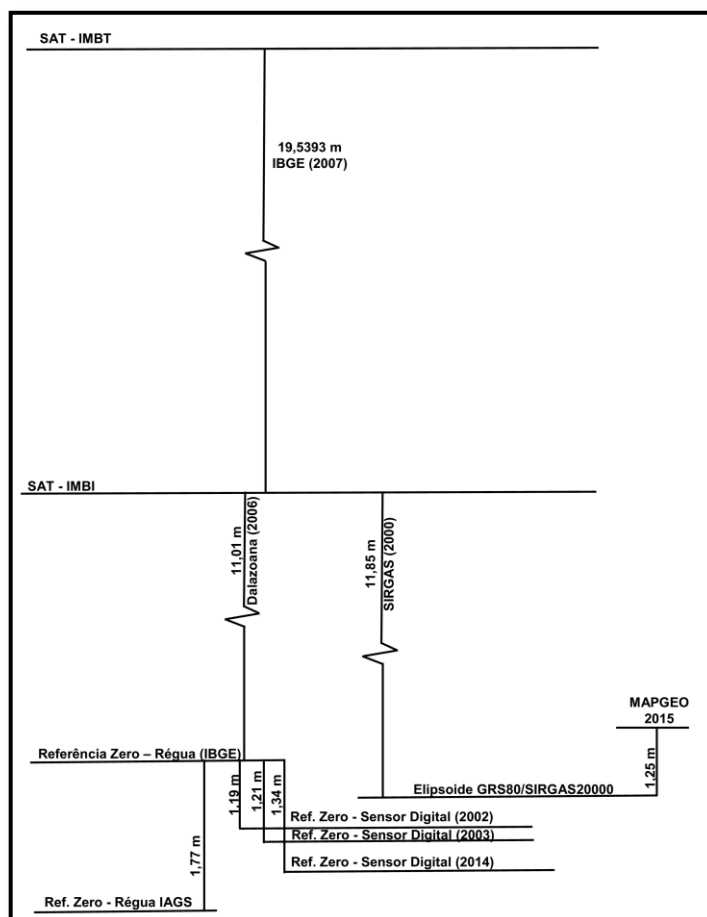 SAT - IMBT
19,5393 m
IBGE (2007)
SAT - IMBI
11,01 m
Dalazoana (2006)
11,85 m
SIRGAS (2000)
MAPGEO
2015
1,25 m
Referência Zero – Régua (IBGE)
Elipsoide GRS80/SIRGAS20000
1,19 m
1,21 m
1,34 m
1,77 m
Ref. Zero - Sensor Digital (2002)
Ref. Zero - Sensor Digital (2003)
Ref. Zero - Sensor Digital (2014)
Ref. Zero - Régua IAGS